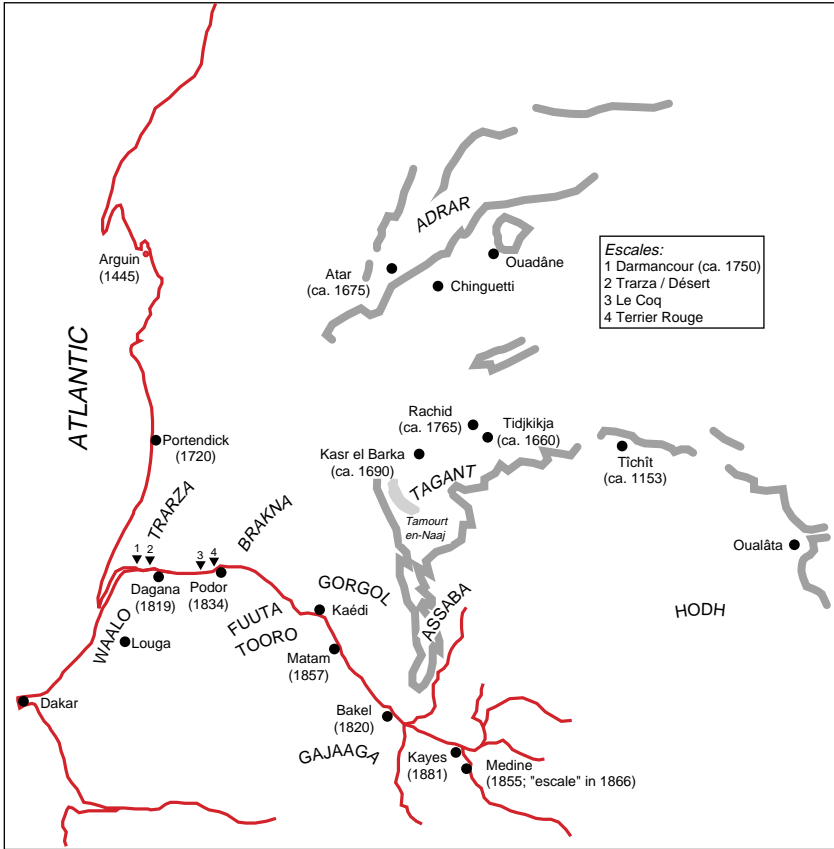 ADRAR
Arguin
(1445)
Atar
(ca. 1675)
Ouadâne
Chinguetti
Escales:
1 Darmancour (ca. 1750)
2 Trarza / Désert
3 Le Coq
4 Terrier Rouge
ATLANTIC
Portendick
(1720)
Rachid
(ca. 1765)
Tidjkikja
(ca. 1660)
Kasr el Barka
(ca. 1690)
TAGANT
Tîchît
(ca. 1153)
Tamourt
en-Naaj
TRARZA
BRAKNA
Oualâta
1
2
3
4
Dagana
(1819)
Podor
(1834)
GORGOL
Kaédi
ASSABA
HODH
WAALO
Louga
FUUTA
TOORO
Matam
(1857)
Dakar
Bakel
(1820)
GAJAAGA
Kayes
(1881)
Medine
(1855; "escale" in 1866)